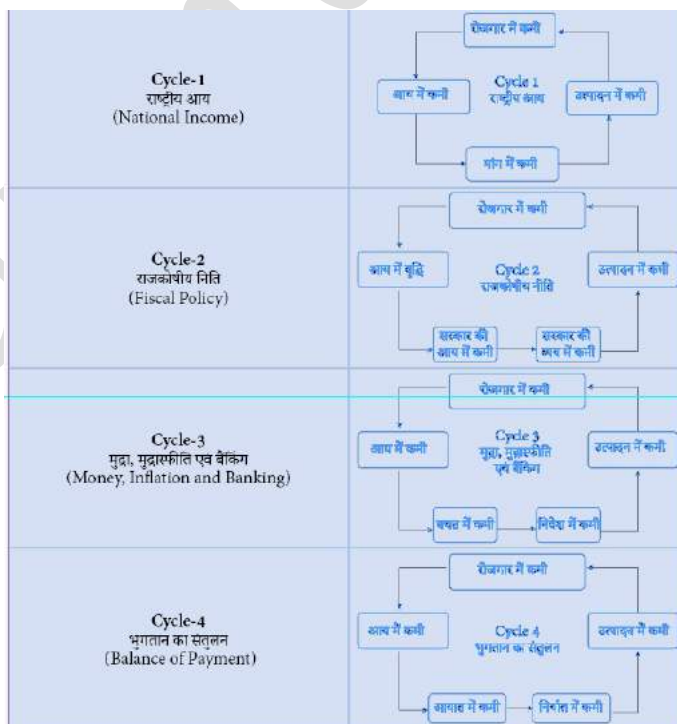 रोजगार में कमी
Cycle-1
राष्ट्रीय आय
(National Income)
आय में कमी
Cycle 1
राष्ट्रीय आय
उत्पादन में कमी
मांग में कमी
रोजगार में कमी
Cycle-2
राजकोषीय निति
(Fiscal Policy)
आय में वृद्धि
Cycle 2
राजकोषीय नीति
उत्पादन में कमी
सरकार की
आय में कमी
सरकार की
व्यय में कमी
रोजगार में कमी
Cycle-3
मुद्रा, मुद्रास्फीति एवं बैंकिंग
(Money, Inflation and Banking)
आय में कमी
Cycle 3
मुद्रा, मुद्रास्फीति
एवं बैंकिंग
उत्पादन में कमी
बचत में कमी
निवेश में कमी
रोजगार में कमी
Cycle-4
भुगतान का संतुलन
(Balance of Payment)
आय में कमी
Cycle 4
भुगतान का संतुलन
उत्पादन में कमी
आयात में कमी
निर्यात में कमी